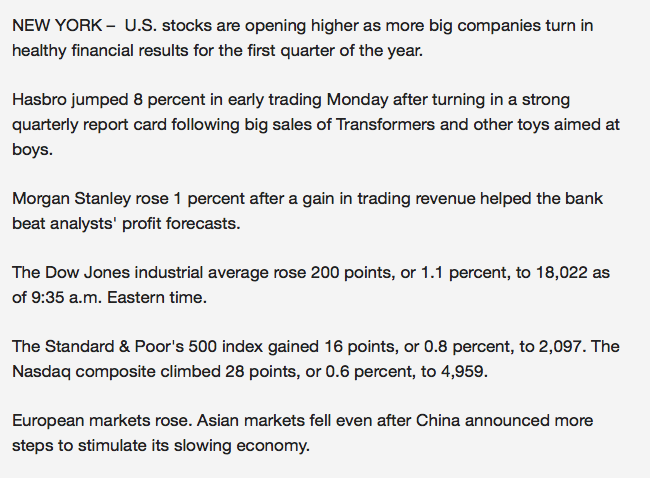 NEW YORK –  U.S. stocks are opening higher as more big companies turn in
healthy financial results for the first quarter of the year.
Hasbro jumped 8 percent in early trading Monday after turning in a strong
quarterly report card following big sales of Transformers and other toys aimed at
boys.
Morgan Stanley rose 1 percent after a gain in trading revenue helped the bank
beat analysts' profit forecasts.
The Dow Jones industrial average rose 200 points, or 1.1 percent, to 18,022 as
of 9:35 a.m. Eastern time.
The Standard & Poor's 500 index gained 16 points, or 0.8 percent, to 2,097. The
Nasdaq composite climbed 28 points, or 0.6 percent, to 4,959.
European markets rose. Asian markets fell even after China announced more
steps to stimulate its slowing economy.